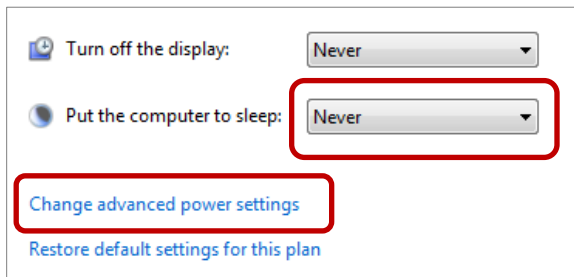 Turn off the display: Never
Put the computer to sleep: Never
Change advanced power settings
Restore default settings for this plan